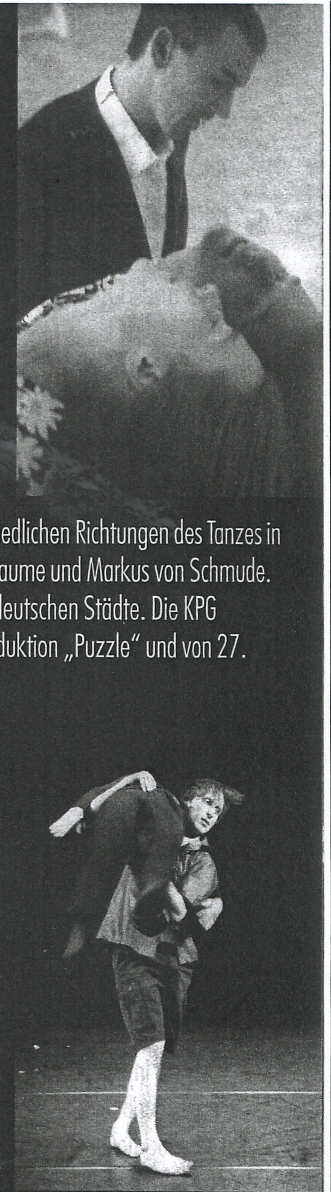 edlichen Richtungen des Tanzes in
aume und Markus von Schmude.
deutschen Städte. Die KPG
duktion „Puzzle“ und von 27.